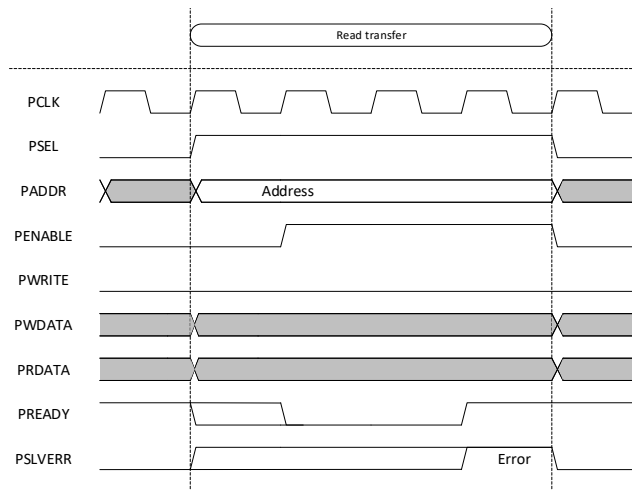 Read transfer
PCLK
PSEL
PADDR
Address
PENABLE
PWRITE
PWDATA
PRDATA
PREADY
PSLVERR
Error